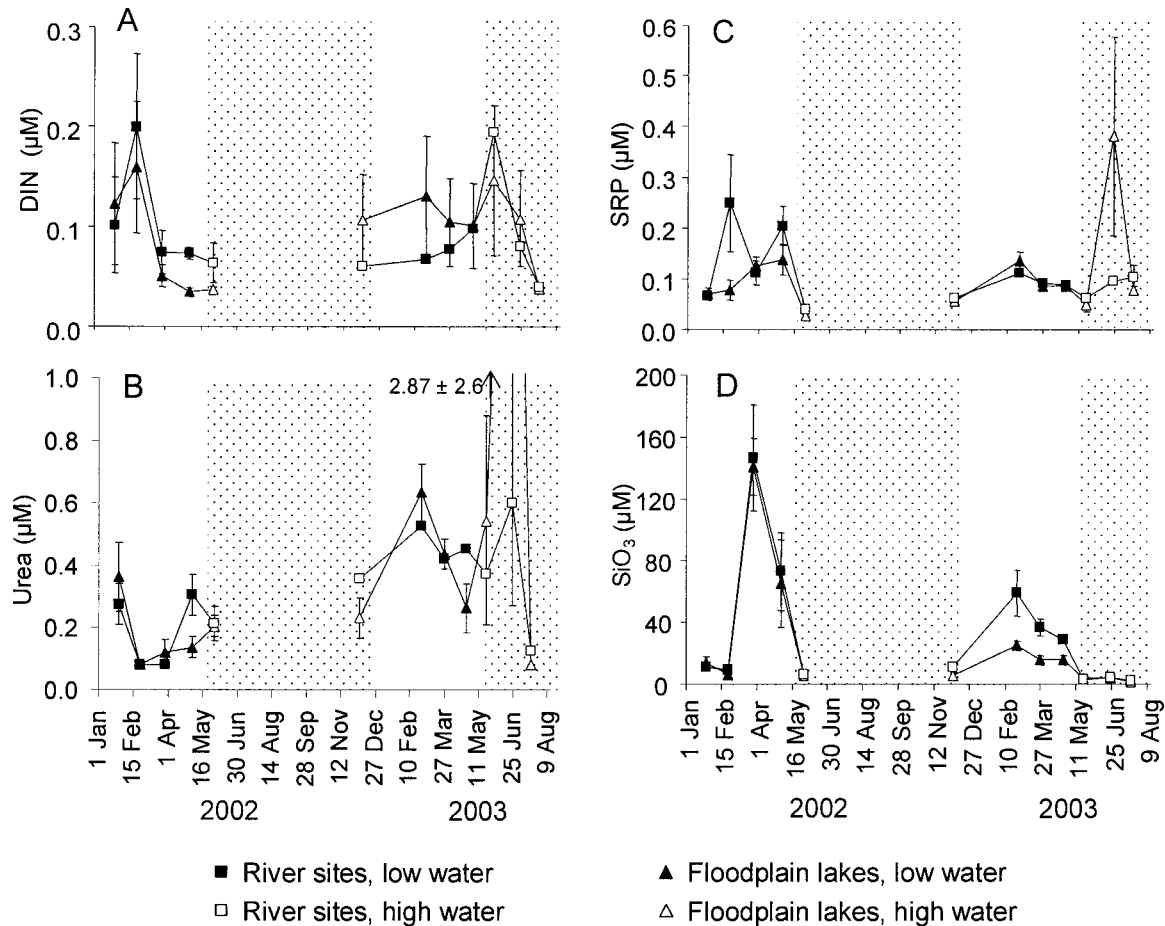 A
0.3
0.2
0.1
0.0
DIN (µM)
C
0.6
0.5
0.4
0.3
0.2
0.1
0.0
SRP (µM)
B
1.0
0.8
0.6
0.4
0.2
0.0
Urea (µM)
2.87 ± 2.6
D
200
160
120
80
40
0
SiO₃ (µM)
1 Jan
15 Feb
1 Apr
16 May
30 Jun
14 Aug
28 Sep
12 Nov
27 Dec
10 Feb
27 Mar
11 May
25 Jun
9 Aug
2002
2003
1 Jan
15 Feb
1 Apr
16 May
30 Jun
14 Aug
28 Sep
12 Nov
27 Dec
10 Feb
27 Mar
11 May
25 Jun
9 Aug
2002
2003
River sites, low water
River sites, high water
Floodplain lakes, low water
Floodplain lakes, high water